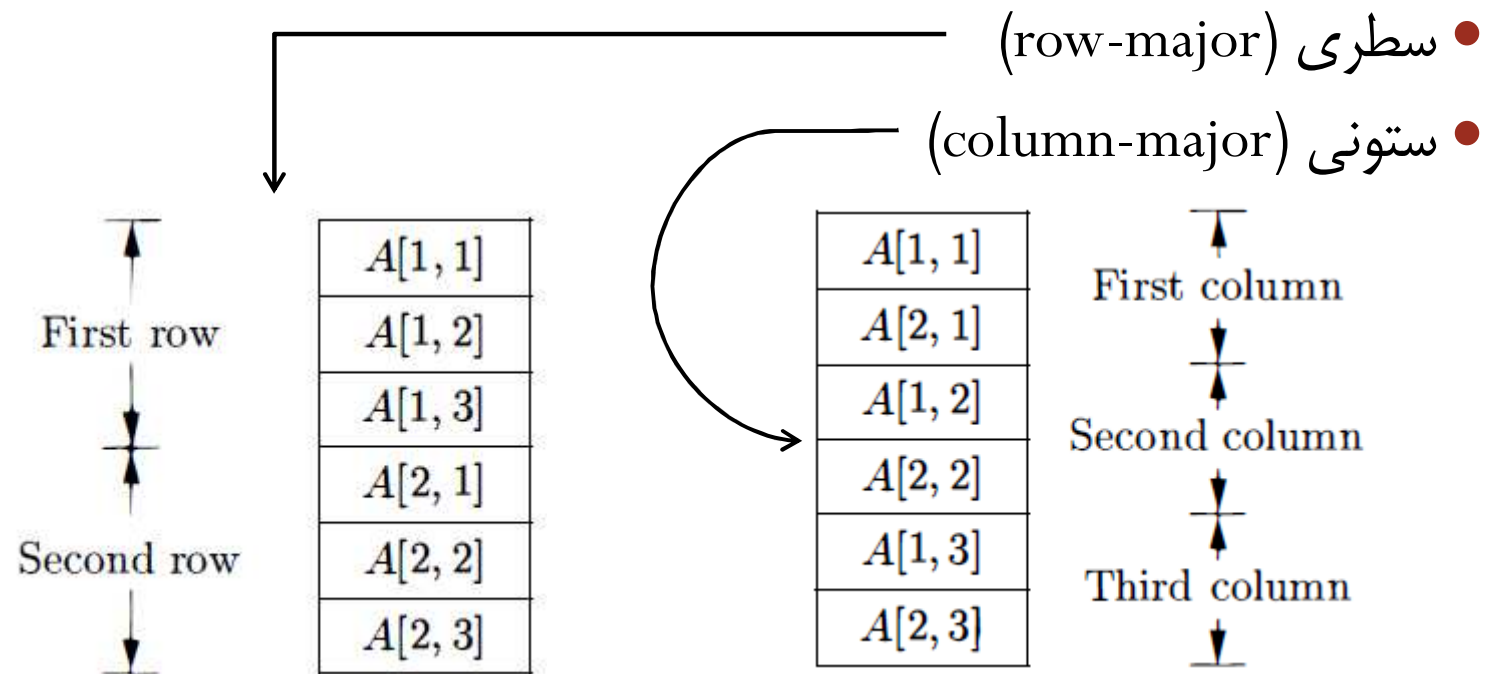 سطری (row-major)
ستونی (column-major)
First row
Second row
A[1, 1]
A[1, 2]
A[1, 3]
A[2, 1]
A[2, 2]
A[2, 3]
A[1, 1]
A[2, 1]
A[1, 2]
A[2, 2]
A[1, 3]
A[2, 3]
First column
Second column
Third column